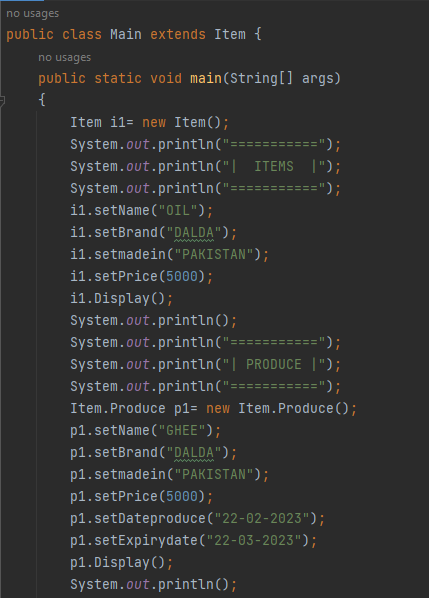 no usages
public class Main extends Item {
no usages
public static void main(String[] args)
{
Item i1= new Item();
System.out.println("===========");
System.out.println("|  ITEMS  |");
System.out.println("===========");
i1.setName("OIL");
i1.setBrand("DALDA");
i1.setmadein("PAKISTAN");
i1.setPrice(5000);
i1.Display();
System.out.println();
System.out.println("===========");
System.out.println("| PRODUCE |");
System.out.println("===========");
Item.Produce p1= new Item.Produce();
p1.setName("GHEE");
p1.setBrand("DALDA");
p1.setmadein("PAKISTAN");
p1.setPrice(5000);
p1.setDateproduce("22-02-2023");
p1.setExpirydate("22-03-2023");
p1.Display();
System.out.println();